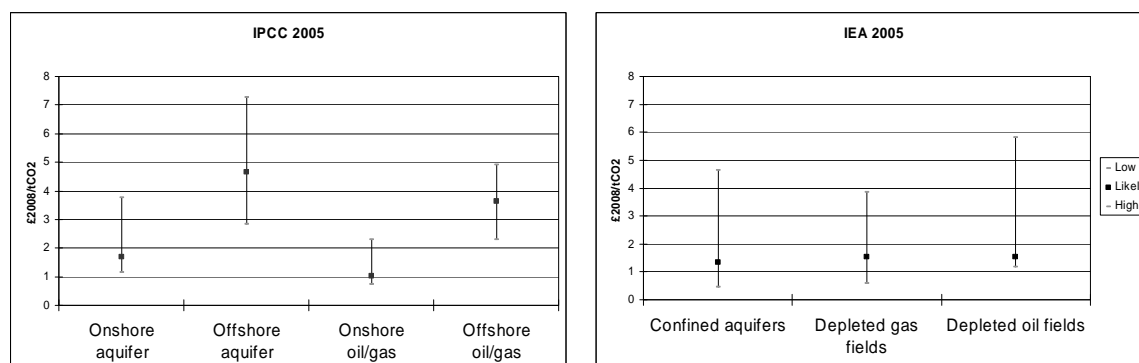 IPCC 2005
£2008/tCO2
8
7
6
5
4
3
2
1
0
Onshore aquifer
Offshore aquifer
Onshore oil/gas
Offshore oil/gas
IEA 2005
£2008/tCO2
8
7
6
5
4
3
2
1
0
Confined aquifers
Depleted gas fields
Depleted oil fields
Low
Likel
High